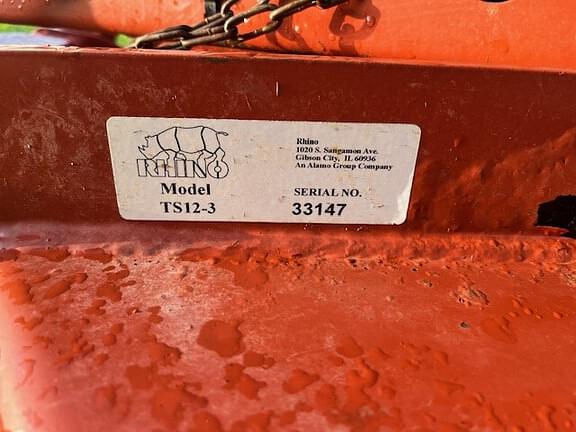 RHINO
Model
TS12-3
Rhino
1020 S. Sangamon Ave.
Gibson City, IL 60936
An Alamo Group Company
SERIAL NO.
33147